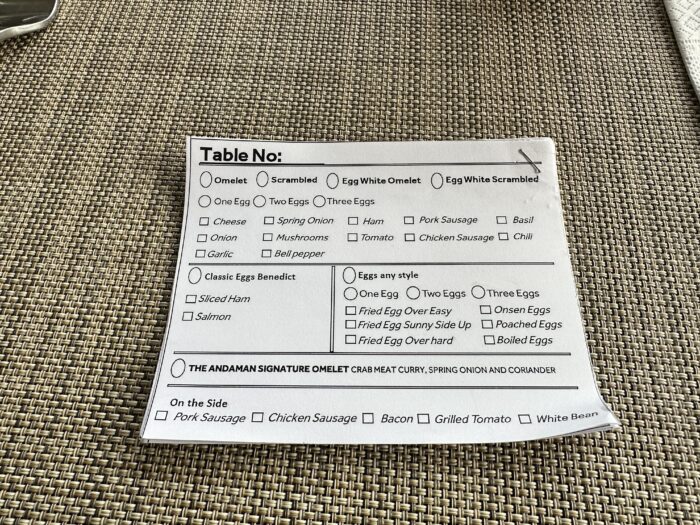 Table No:
Omelet Scrambled Egg White Omelet Egg White Scrambled
One Egg Two Eggs Three Eggs
Cheese Spring Onion Ham Pork Sausage Basil
Onion Mushrooms Tomato Chicken Sausage Chili
Garlic Bell pepper
Classic Eggs Benedict
Sliced Ham
Salmon
Eggs any style
One Egg Two Eggs Three Eggs
Fried Egg Over Easy Onsen Eggs
Fried Egg Sunny Side Up Poached Eggs
Fried Egg Over hard Boiled Eggs
THE ANDAMAN SIGNATURE OMELET CRAB MEAT CURRY, SPRING ONION AND CORIANDER
On the Side
Pork Sausage Chicken Sausage Bacon Grilled Tomato White Bean